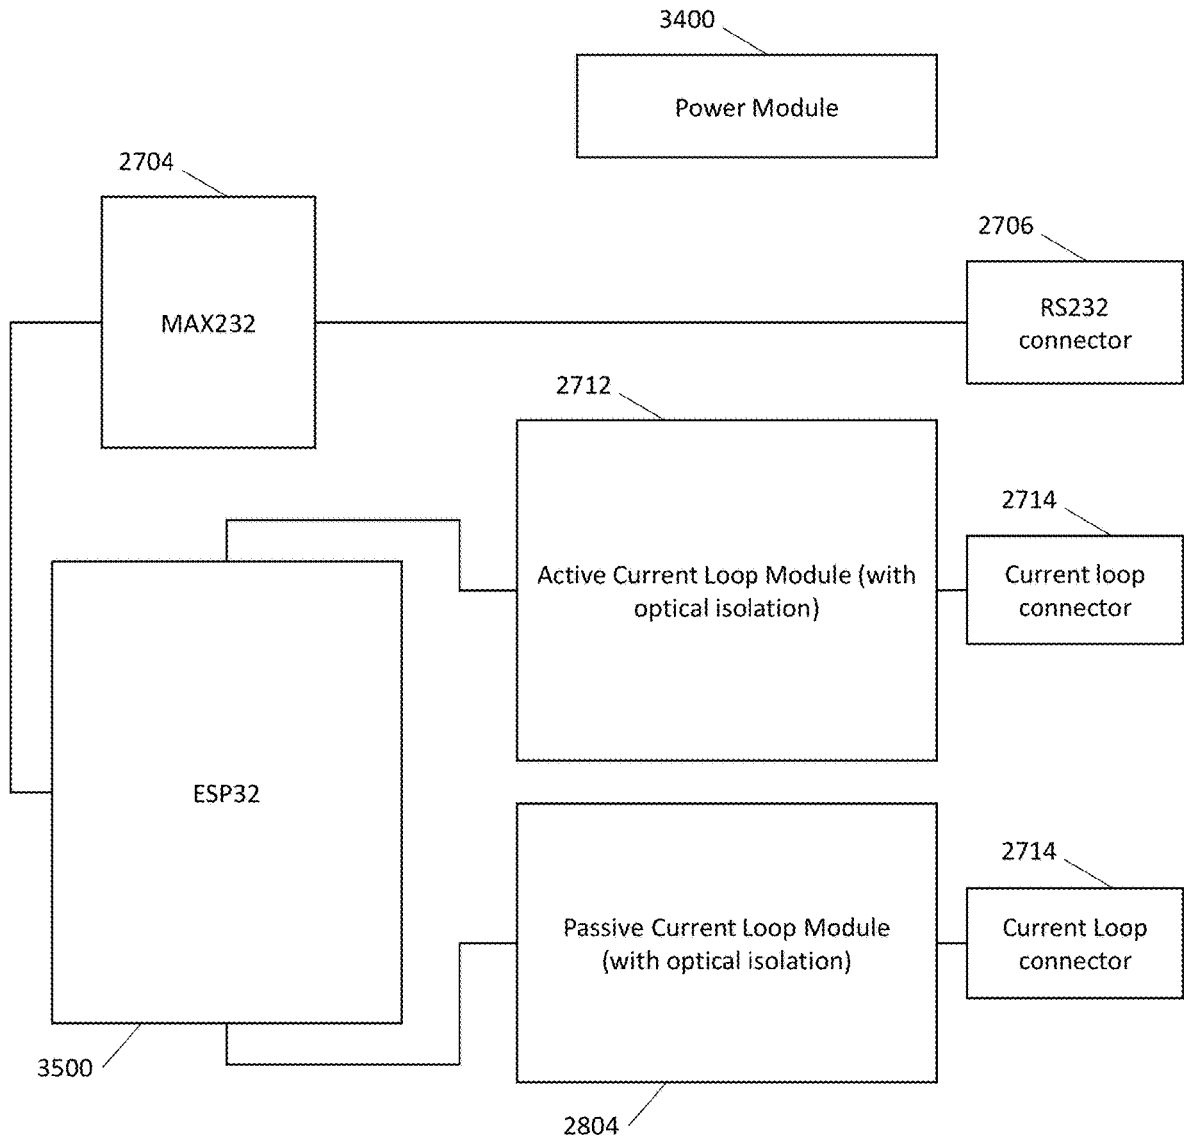 3400
Power Module
2704
MAX232
2706
RS232
connector
2712
Active Current Loop Module (with
optical isolation)
2714
Current loop
connector
ESP32
3500
Passive Current Loop Module
(with optical isolation)
2804
2714
Current Loop
connector